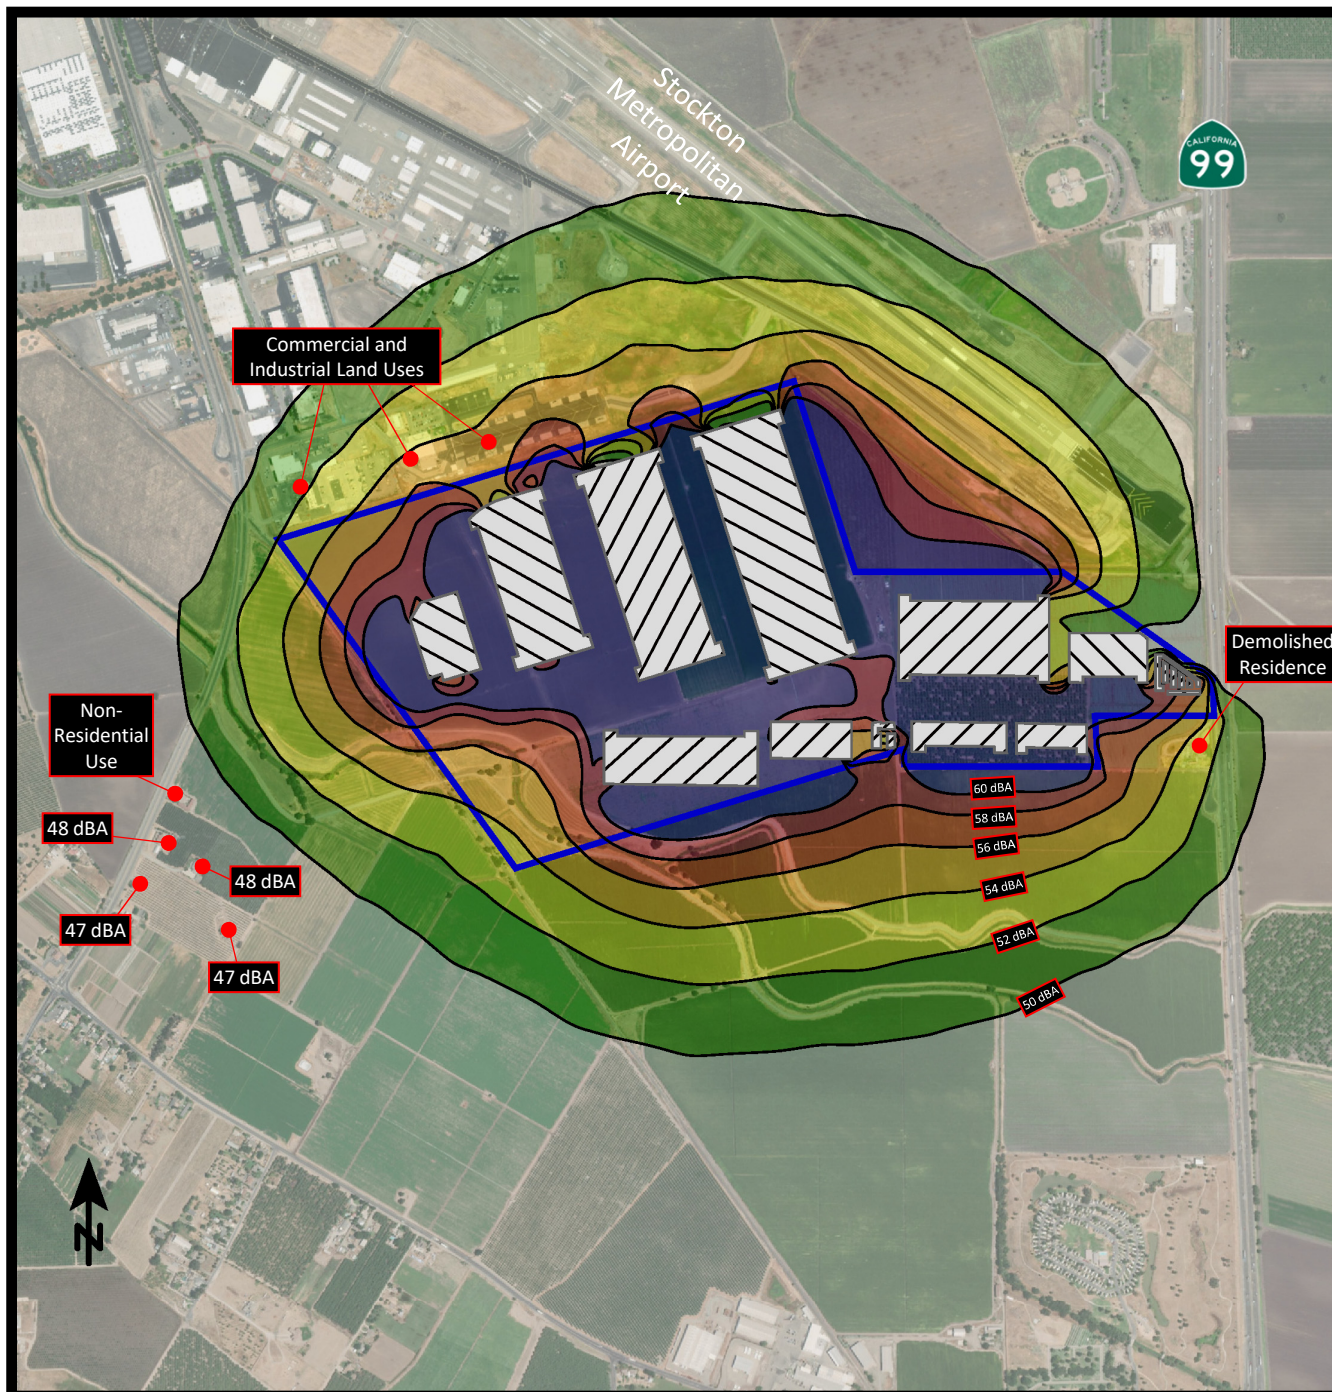 Stockton
Metropolitan
Airport
CALIFORNIA
99
Commercial and
Industrial Land Uses
Demolished
Residence
Non-
Residential
Use
48 dBA
48 dBA
47 dBA
47 dBA
60 dBA
58 dBA
56 dBA
54 dBA
52 dBA
50 dBA
N